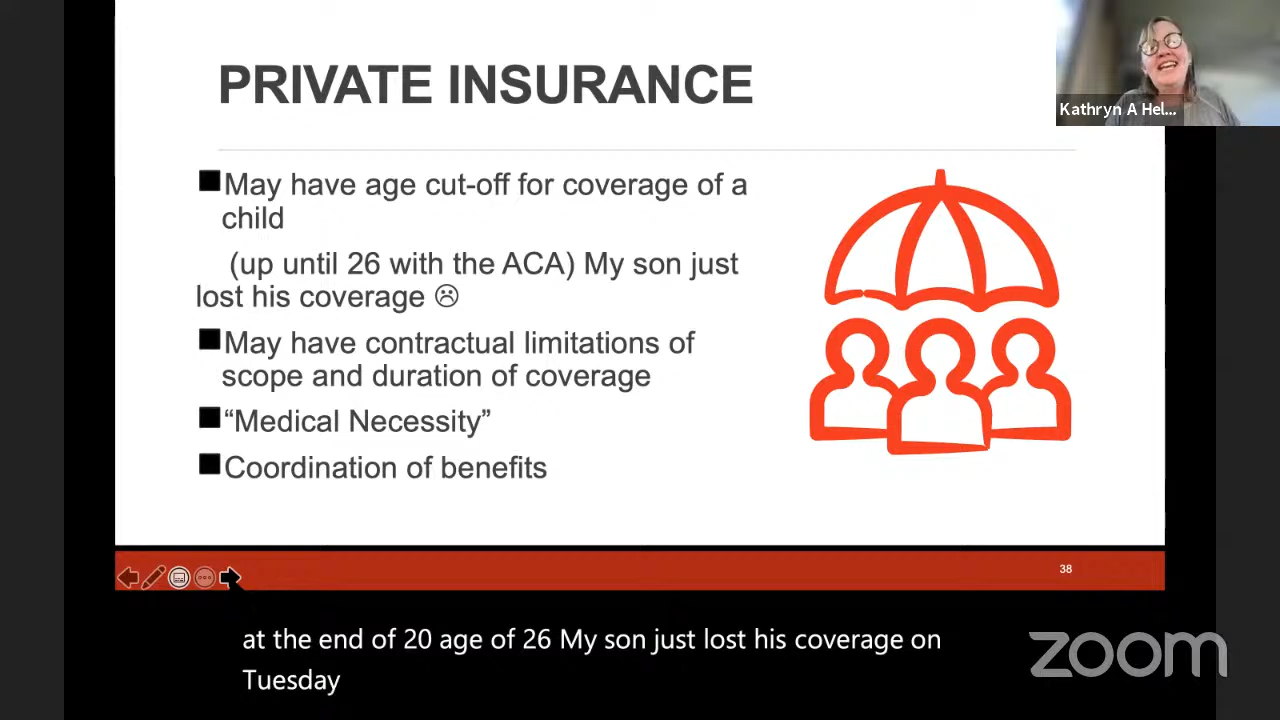 PRIVATE INSURANCE
Kathryn A Hel...
May have age cut-off for coverage of a
child
(up until 26 with the ACA) My son just
lost his coverage ☹
May have contractual limitations of
scope and duration of coverage
“Medical Necessity”
Coordination of benefits
38
at the end of 20 age of 26 My son just lost his coverage on
Tuesday
zoom